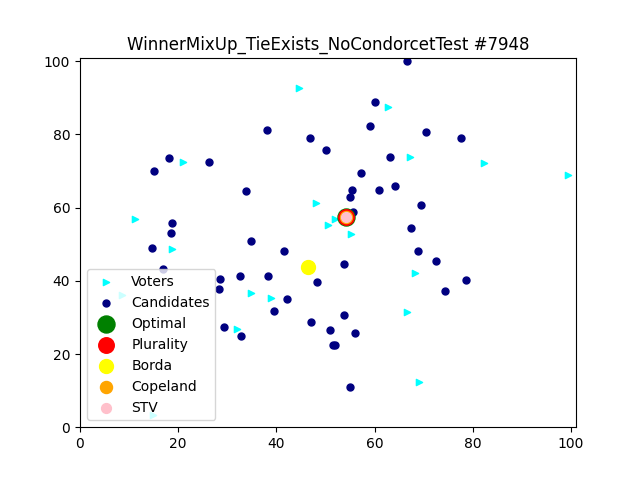 WinnerMixUp_TieExists_NoCondorcetTest #7948
100
80
60
40
20
0
Voters
Candidates
Optimal
Plurality
Borda
Copeland
STV
0 20 40 60 80 100